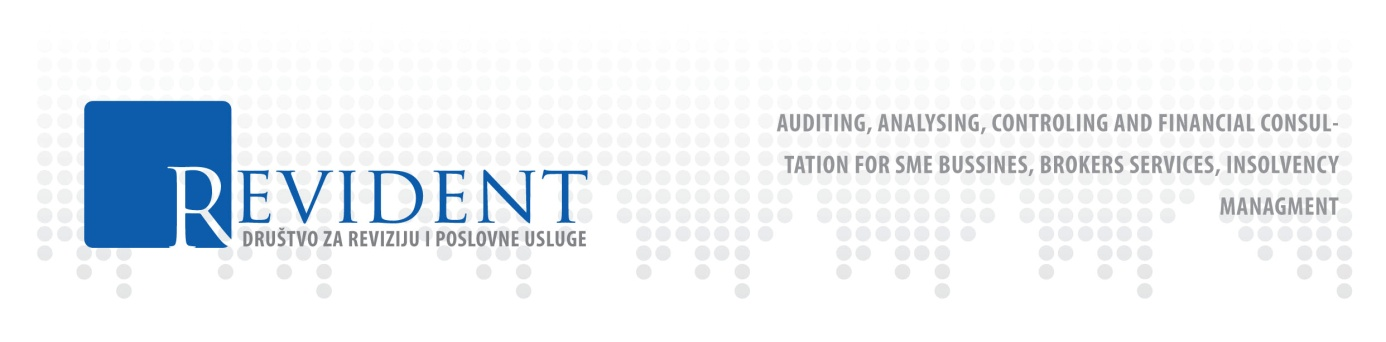 REVIDENT
DRUŠTVO ZA REVIZIJU I POSLOVNE USLUGE
AUDITING, ANALYSING, CONTROLING AND FINANCIAL CONSUL-
TATION FOR SME BUSSINES, BROKERS SERVICES, INSOLVENCY
MANAGMENT